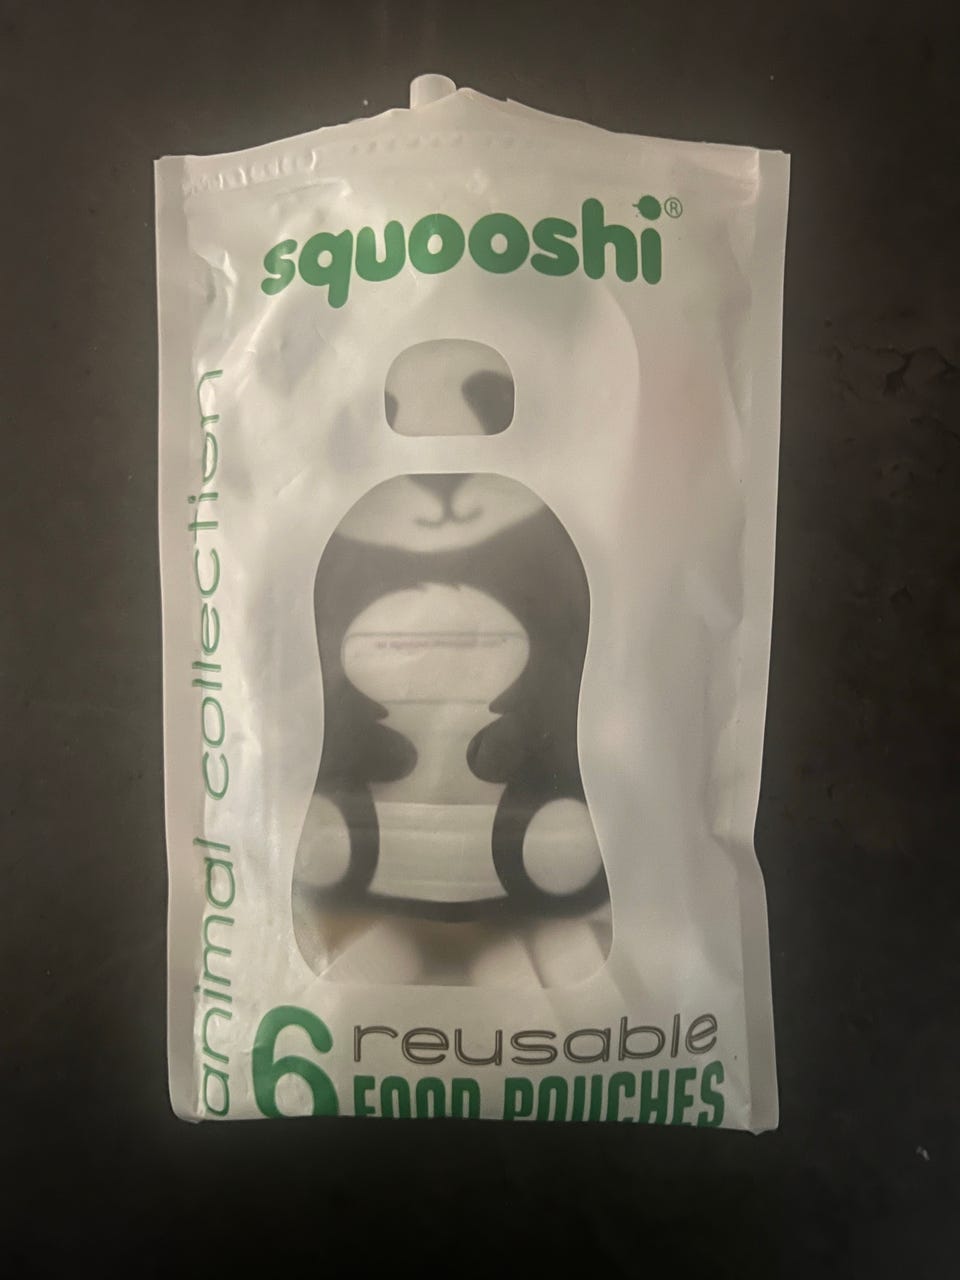 squooshi®
animal collection
6 reusable
FOOD POUCHES